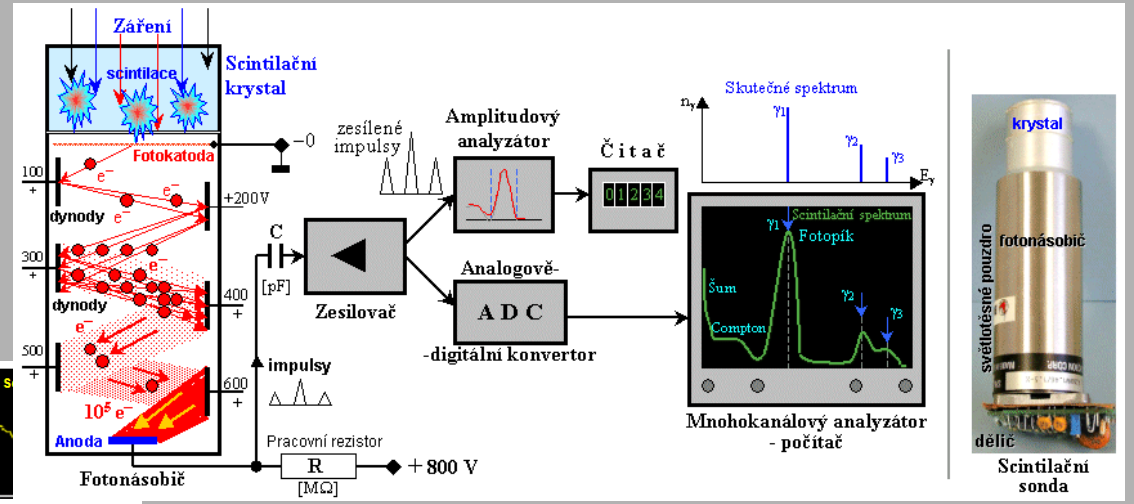 Záření
scintilace
Scintilační
krystal
Fotokatoda
−0
100
+
e−
e−
+200V
dynody
e−
300
+
e−
dynody
400
+
e−
500
+
600
+
10⁵ e−
Anoda
Fotonásobič
C
[pF]
impulsy
Pracovní rezistor
R
[MΩ]
+ 800 V
Zesilovač
zesílené
impulsy
Amplitudový
analyzátor
Čitač
01234
Analogově-
A D C
-digitální konvertor
Skutečné spektrum
nγ
γ1
γ2
γ3
Eγ
Scintilační spektrum
γ1
Fotopík
Šum
γ2
γ3
Compton
Mnohokanálový analyzátor
- počítač
krystal
fotonásobič
světlotěsné pouzdro
dělič
Scintilační
sonda